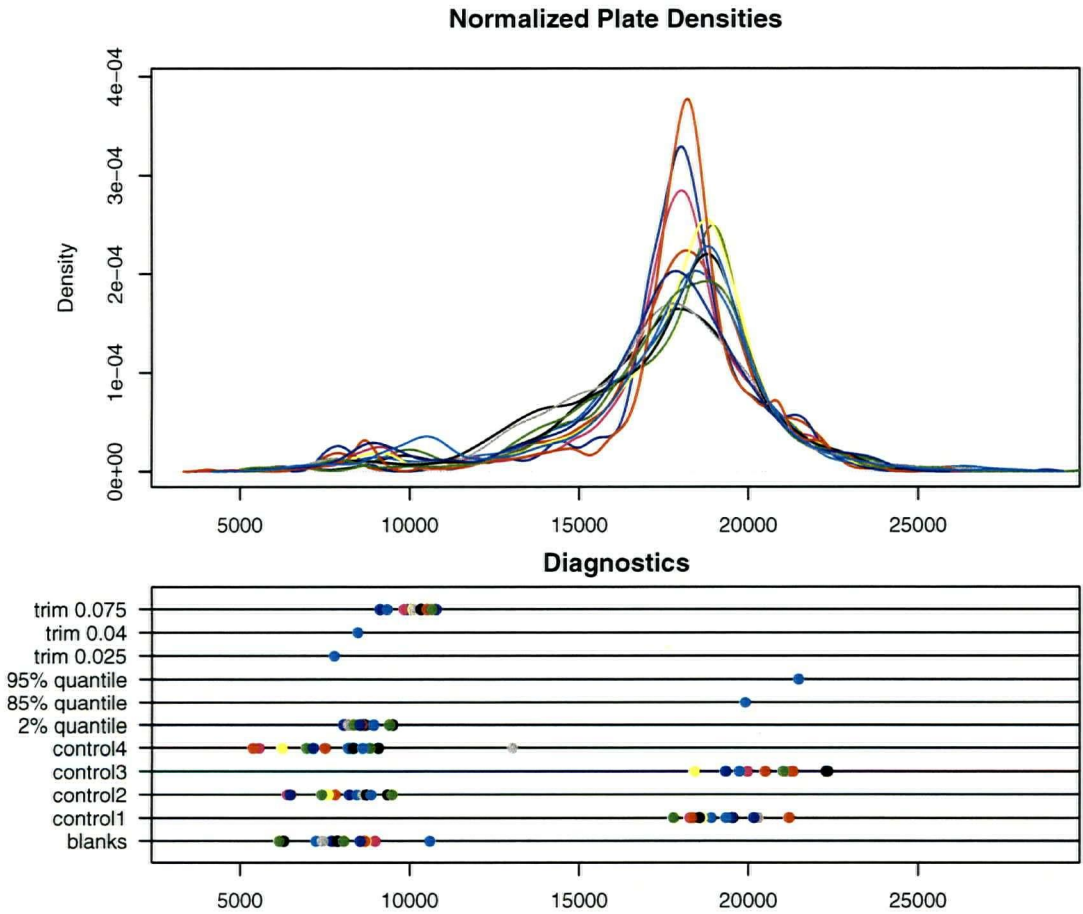 Normalized Plate Densities
4e−04
3e−04
2e−04
1e−04
0e+00
Density
5000 10000 15000 20000 25000
Diagnostics
trim 0.075
trim 0.04
trim 0.025
95% quantile
85% quantile
2% quantile
control4
control3
control2
control1
blanks
5000 10000 15000 20000 25000